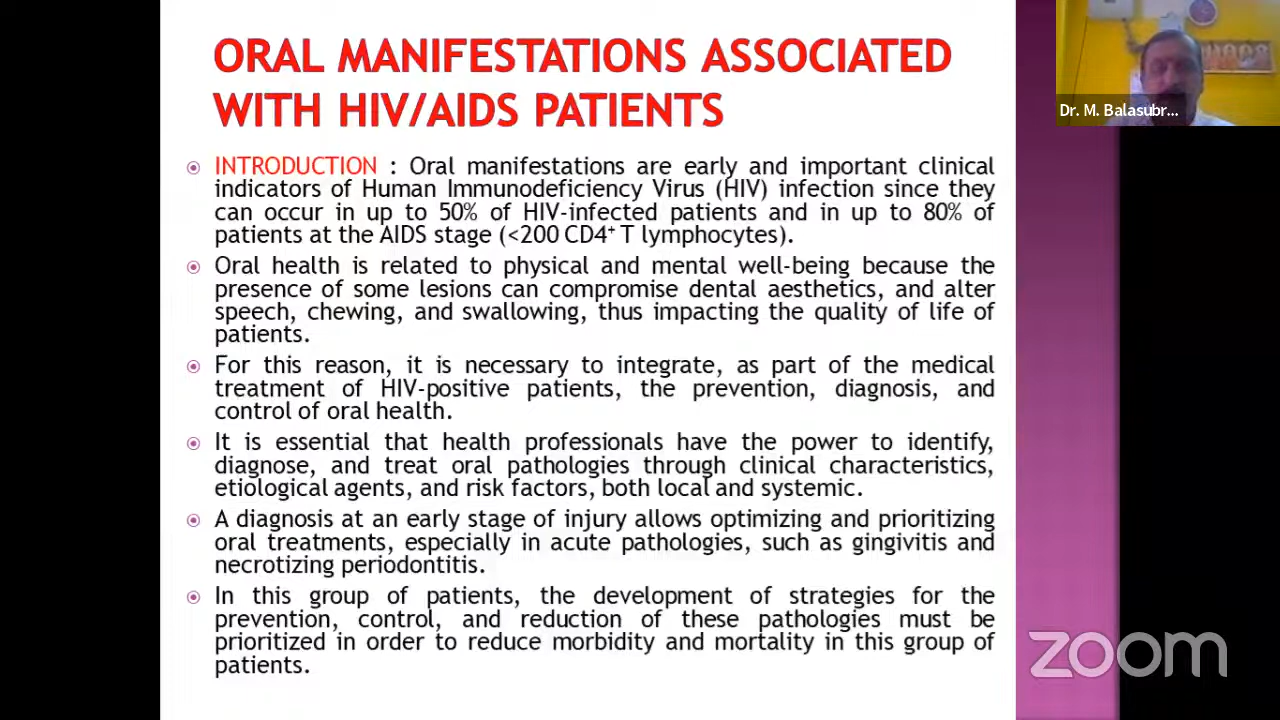 ORAL MANIFESTATIONS ASSOCIATED
WITH HIV/AIDS PATIENTS
INTRODUCTION : Oral manifestations are early and important clinical
indicators of Human Immunodeficiency Virus (HIV) infection since they
can occur in up to 50% of HIV-infected patients and in up to 80% of
patients at the AIDS stage (<200 CD4⁺ T lymphocytes).
Oral health is related to physical and mental well-being because the
presence of some lesions can compromise dental aesthetics, and alter
speech, chewing, and swallowing, thus impacting the quality of life of
patients.
For this reason, it is necessary to integrate, as part of the medical
treatment of HIV-positive patients, the prevention, diagnosis, and
control of oral health.
It is essential that health professionals have the power to identify,
diagnose, and treat oral pathologies through clinical characteristics,
etiological agents, and risk factors, both local and systemic.
A diagnosis at an early stage of injury allows optimizing and prioritizing
oral treatments, especially in acute pathologies, such as gingivitis and
necrotizing periodontitis.
In this group of patients, the development of strategies for the
prevention, control, and reduction of these pathologies must be
prioritized in order to reduce morbidity and mortality in this group of
patients.
Dr. M. Balasubr...
zoom